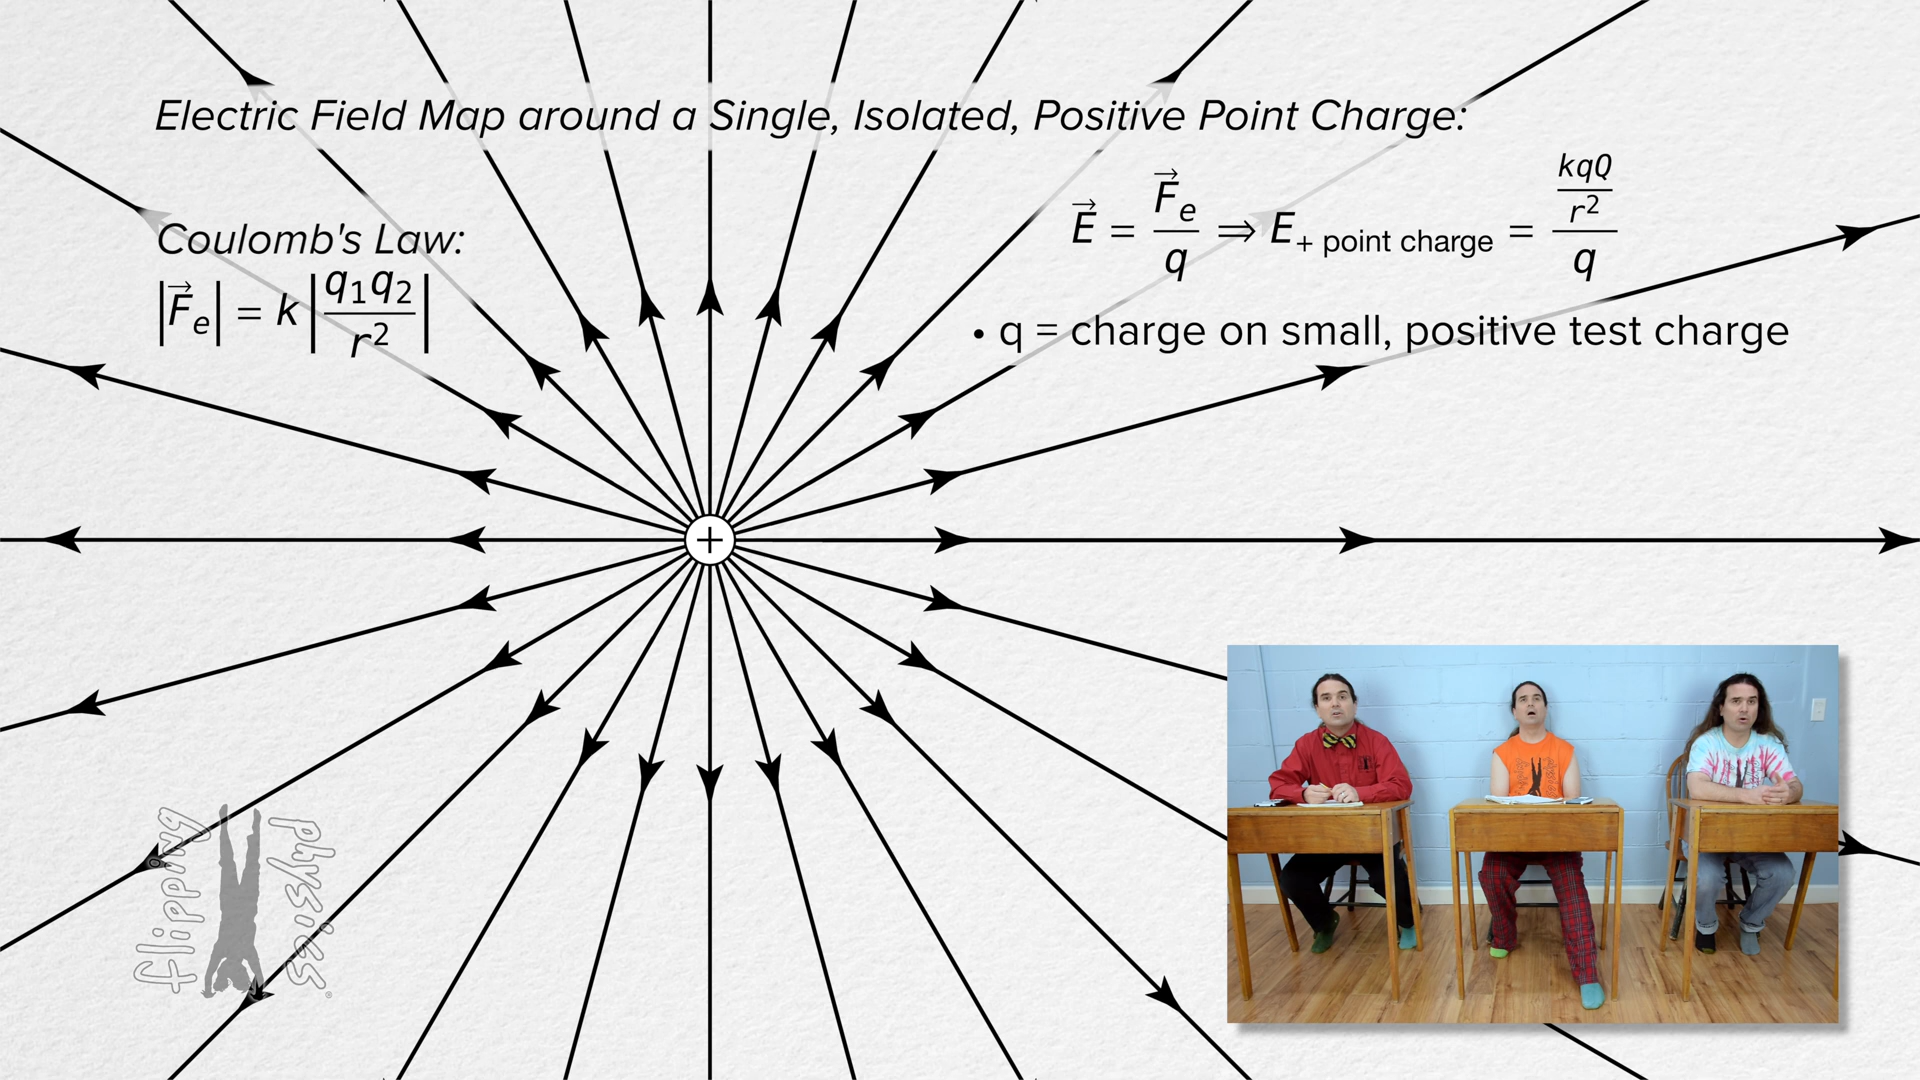 Electric Field Map around a Single, Isolated, Positive Point Charge:
Coulomb's Law:
|F⃗ₑ| = k |q₁q₂ / r²|
E⃗ = F⃗ₑ / q ⇒ E₊ point charge = (kqQ / r²) / q
• q = charge on small, positive test charge
+
flipping
physics
®